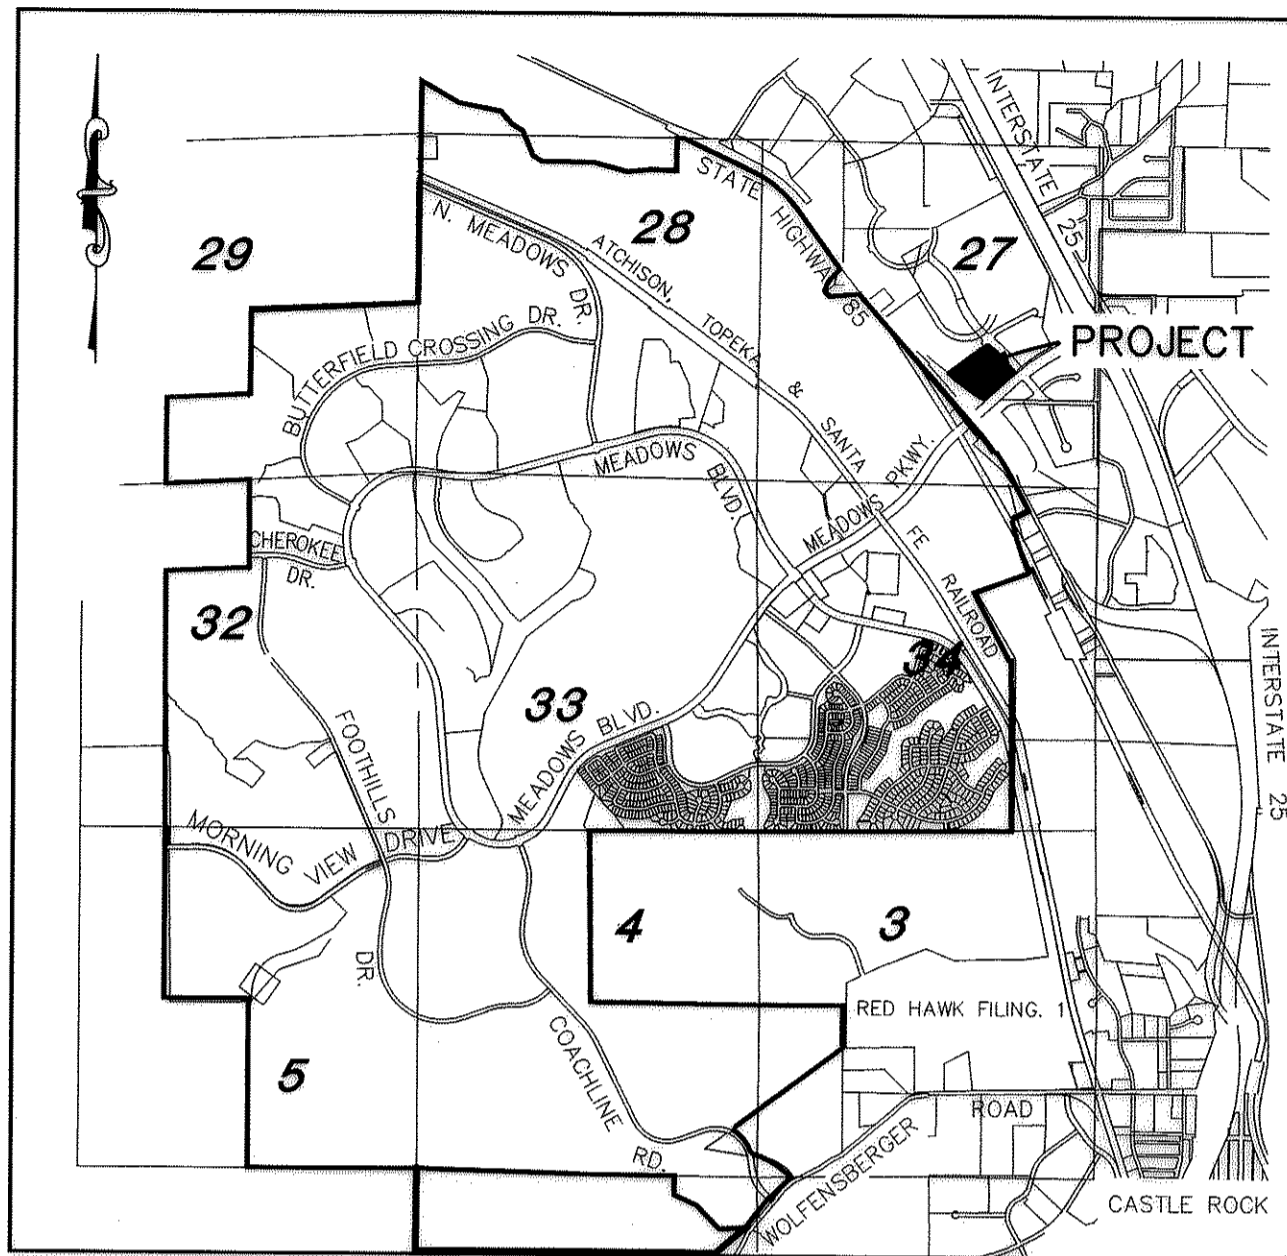 INTERSTATE 25
STATE HIGHWAY 85
28
27
29
N. MEADOWS DR.
ATCHISON, TOPEKA & SANTA FE RAILROAD
PROJECT
BUTTERFIELD CROSSING DR.
MEADOWS BLVD.
MEADOWS PKWY.
CHEROKEE DR.
32
34
INTERSTATE 25
33
MEADOWS BLVD.
FOOTHILLS DR.
MORNING VIEW DRIVE
4
3
RED HAWK FILING. 1
5
COACHLINE RD.
WOLFENSBERGER ROAD
CASTLE ROCK